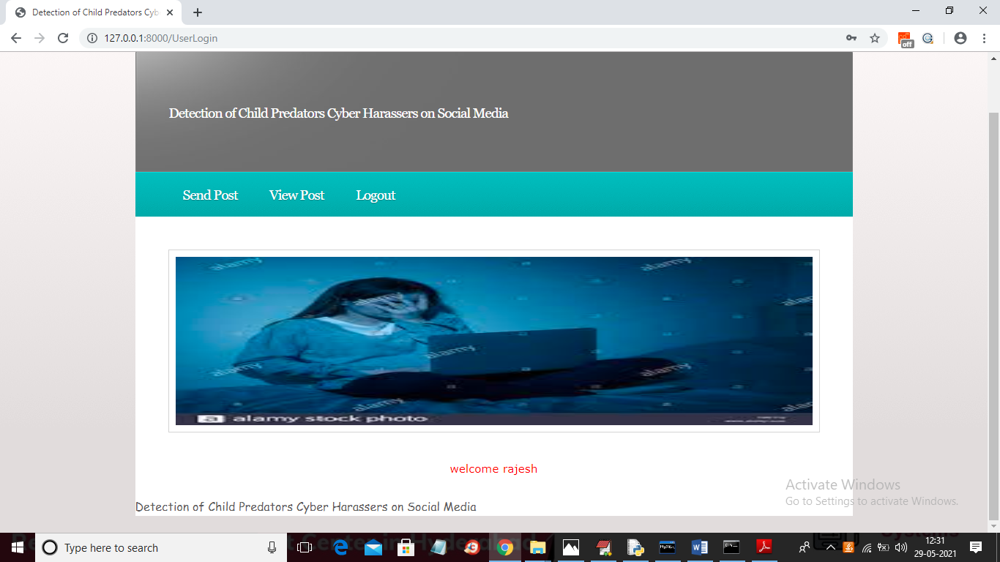 Detection of Child Predators Cyb
127.0.0.1:8000/UserLogin
off
Detection of Child Predators Cyber Harassers on Social Media
Send Post
View Post
Logout
alamy
alamy
alamy
alamy
alamy
alamy
alamy
alamy
a alamy stock photo
welcome rajesh
Activate Windows
Go to Settings to activate Windows.
Detection of Child Predators Cyber Harassers on Social Media
Systems
Type here to search
12:31
29-05-2021